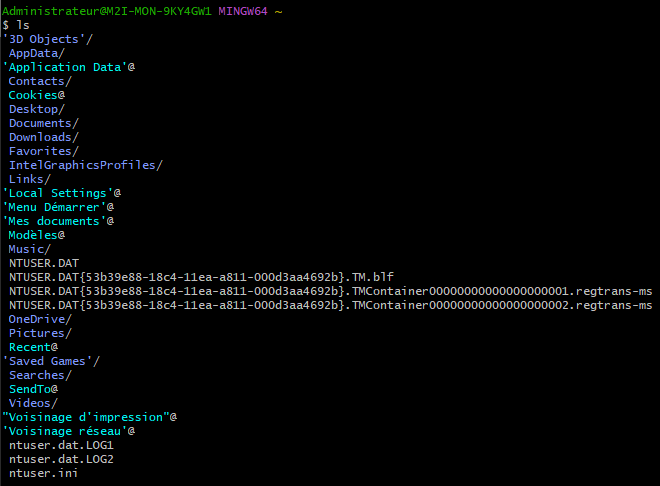 Administrateur@M2I-MON-9KY4GW1 MINGW64 ~
$ ls
'3D Objects'/
AppData/
'Application Data'@
Contacts/
Cookies@
Desktop/
Documents/
Downloads/
Favorites/
IntelGraphicsProfiles/
Links/
'Local Settings'@
'Menu Démarrer'@
'Mes documents'@
Modèles@
Music/
NTUSER.DAT
NTUSER.DAT{53b39e88-18c4-11ea-a811-000d3aa4692b}.TM.blf
NTUSER.DAT{53b39e88-18c4-11ea-a811-000d3aa4692b}.TMContainer00000000000000000001.regtrans-ms
NTUSER.DAT{53b39e88-18c4-11ea-a811-000d3aa4692b}.TMContainer00000000000000000002.regtrans-ms
OneDrive/
Pictures/
Recent@
'Saved Games'/
Searches/
SendTo@
Videos/
"Voisinage d'impression"@
'Voisinage réseau'@
ntuser.dat.LOG1
ntuser.dat.LOG2
ntuser.ini